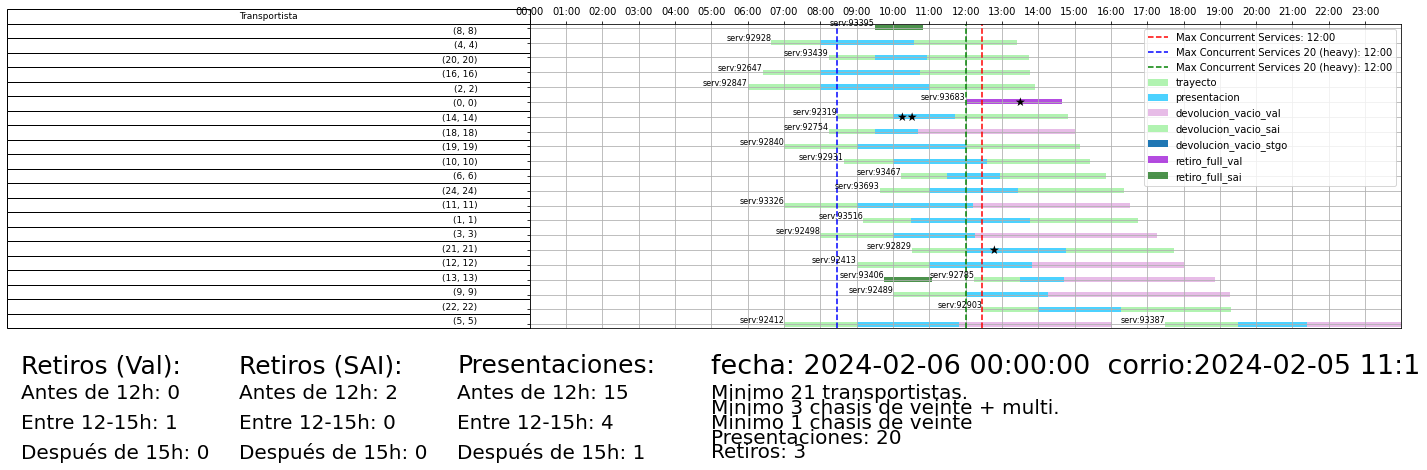 Transportista
00:00 01:00 02:00 03:00 04:00 05:00 06:00 07:00 08:00 09:00 10:00 11:00 12:00 13:00 14:00 15:00 16:00 17:00 18:00 19:00 20:00 21:00 22:00 23:00
(8, 8) serv:93395
(4, 4) serv:92928
(20, 20) serv:93439
(16, 16) serv:92647
(2, 2) serv:92847
(0, 0) serv:93683
(14, 14) serv:92319
(18, 18) serv:92754
(19, 19) serv:92840
(10, 10) serv:92931
(6, 6) serv:93467
(24, 24) serv:93693
(11, 11) serv:93326
(1, 1) serv:93516
(3, 3) serv:92498
(21, 21) serv:92829
(12, 12) serv:92413
(13, 13) serv:93406 serv:92785
(9, 9) serv:92489
(22, 22) serv:92903
(5, 5) serv:92412 serv:93387
Max Concurrent Services: 12:00
Max Concurrent Services 20 (heavy): 12:00
Max Concurrent Services 20 (heavy): 12:00
trayecto
presentacion
devolucion_vacio_val
devolucion_vacio_sai
devolucion_vacio_stgo
retiro_full_val
retiro_full_sai
Retiros (Val):
Antes de 12h: 0
Entre 12-15h: 1
Después de 15h: 0
Retiros (SAI):
Antes de 12h: 2
Entre 12-15h: 0
Después de 15h: 0
Presentaciones:
Antes de 12h: 15
Entre 12-15h: 4
Después de 15h: 1
fecha: 2024-02-06 00:00:00 corrio:2024-02-05 11:1
Minimo 21 transportistas.
Minimo 3 chasis de veinte + multi.
Minimo 1 chasis de veinte
Presentaciones: 20
Retiros: 3